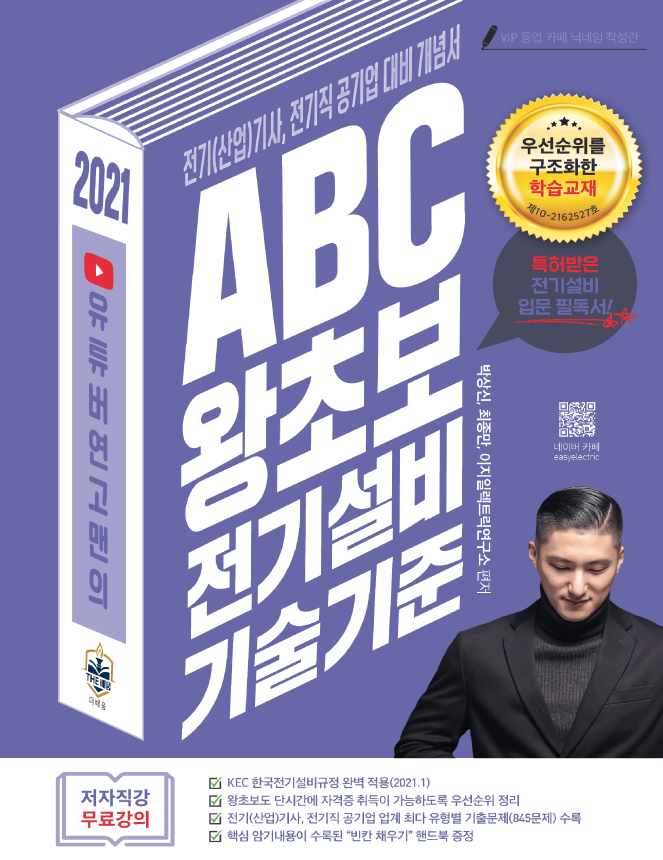 VIP 등업 카페 닉네임 작성란
전기(산업)기사, 전기직 공기업 대비 개념서
ABC
왕초보
전기설비
기술기준
2021
유튜버연고맨의
THE배움
더배움
우선순위를
구조화한
학습교재
제10-2162527호
특허받은
전기설비
입문 필독서!
박상신, 최종만, 이지일렉트릭연구소 편저
네이버 카페
easyelectric
저자직강
무료강의
KEC 한국전기설비규정 완벽 적용(2021.1)
왕초보도 단시간에 자격증 취득이 가능하도록 우선순위 정리
전기(산업)기사, 전기직 공기업 업계 최다 유형별 기출문제(845문제) 수록
핵심 암기내용이 수록된 “빈칸 채우기” 핸드북 증정